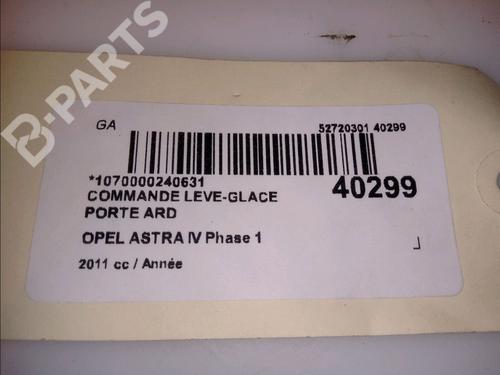 B-PARTS
GA
52720301 40299
*1070000240631
COMMANDE LEVE-GLACE
PORTE ARD
40299
OPEL ASTRA IV Phase 1
2011 cc / Année